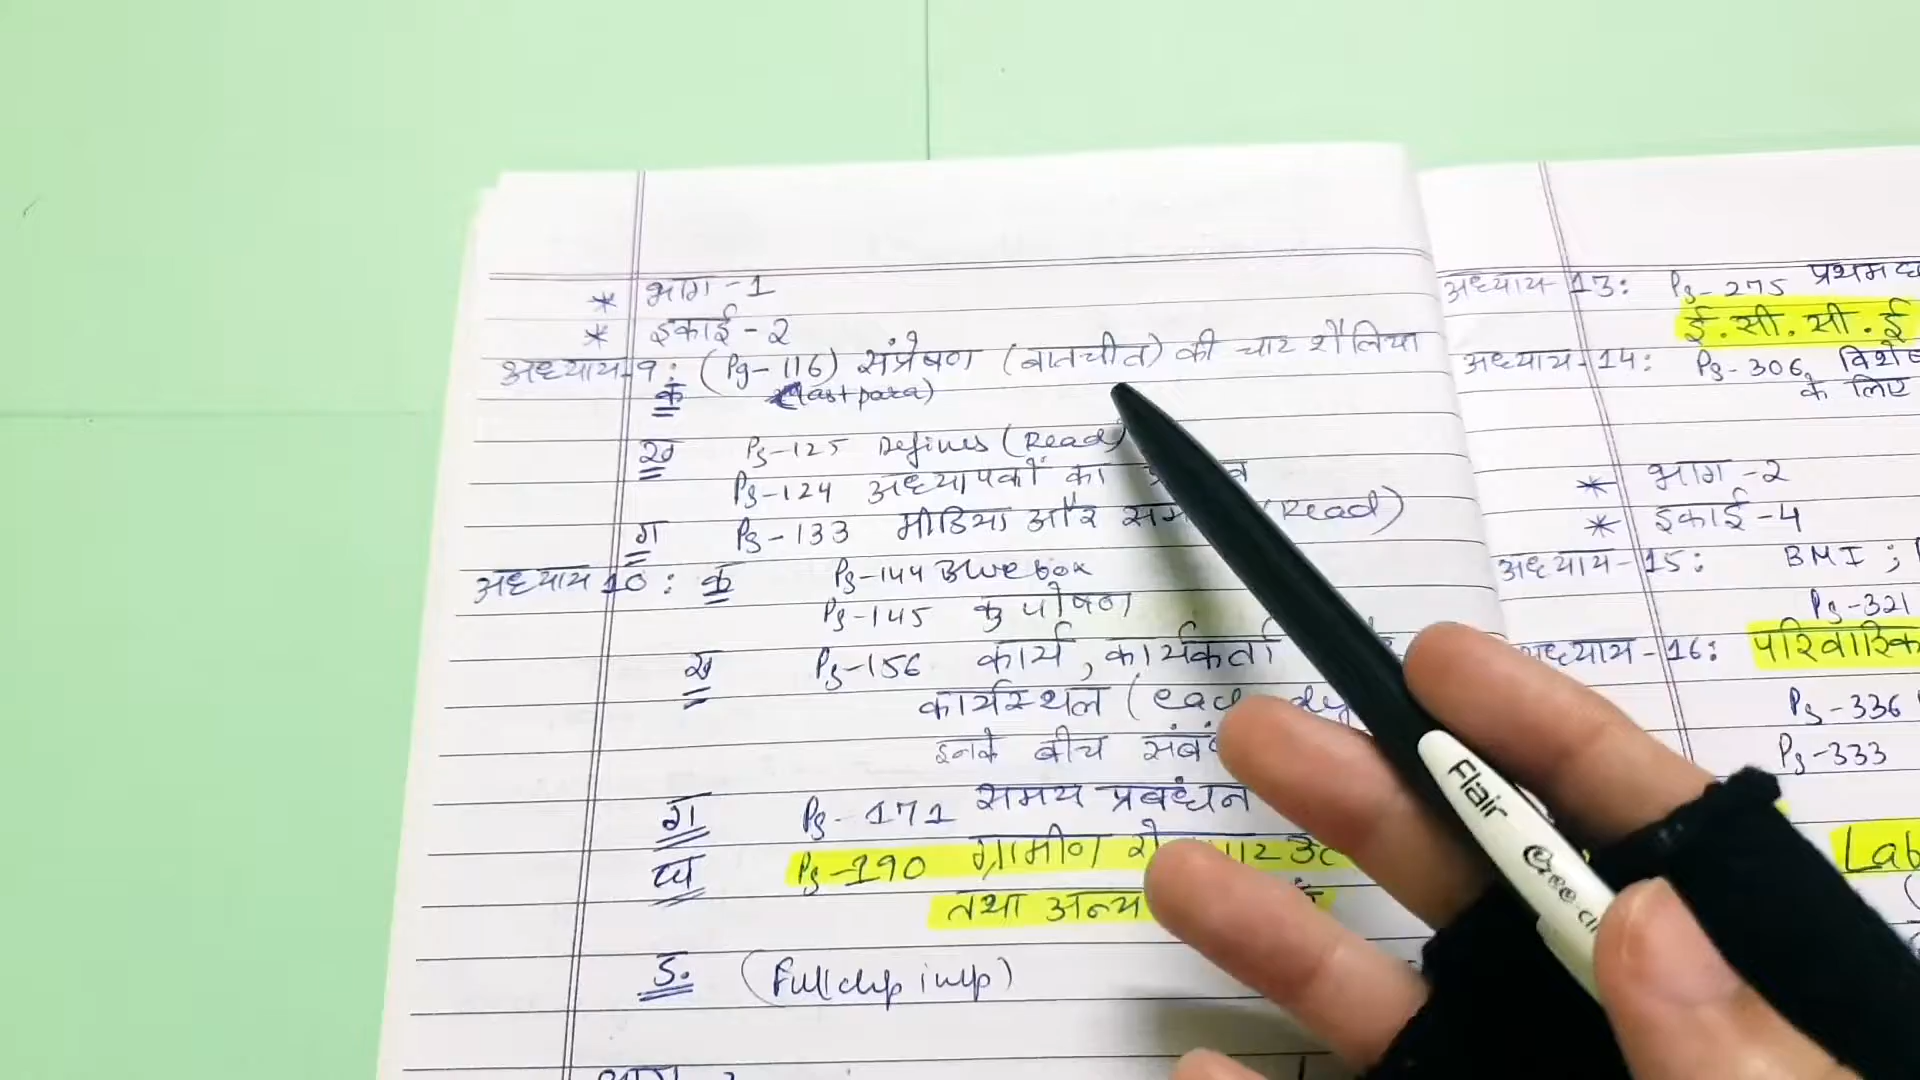 * भाग-1
* इकाई-2
अध्याय-9: (Pg-116) संप्रेषण (बातचीत) की चार शैलिया
क (Last para)
ख Pg-125 Defines (Read)
Pg-124 अध्यापकों का
ग Pg-133 मीडिया और (Read)
अध्याय 10: क Pg-144 Blue box
Pg-145 कुपोषण
ख Pg-156 कार्य, कार्यकर्ता
कार्यस्थल (each
इनके बीच
ग Pg-171 समय प्रबंधन
घ Pg-190 ग्रामीण
तथा अन्य
ङ. (Full chp imp)
अध्याय-13: Pg-275 प्रथम
ई.सी.सी.ई
अध्याय-14: Pg-306,
के लिए
* भाग-2
* इकाई-4
अध्याय-15: BMI;
Pg-321
अध्याय-16: परिवारिक
Pg-336
Pg-333
Lab
Flair